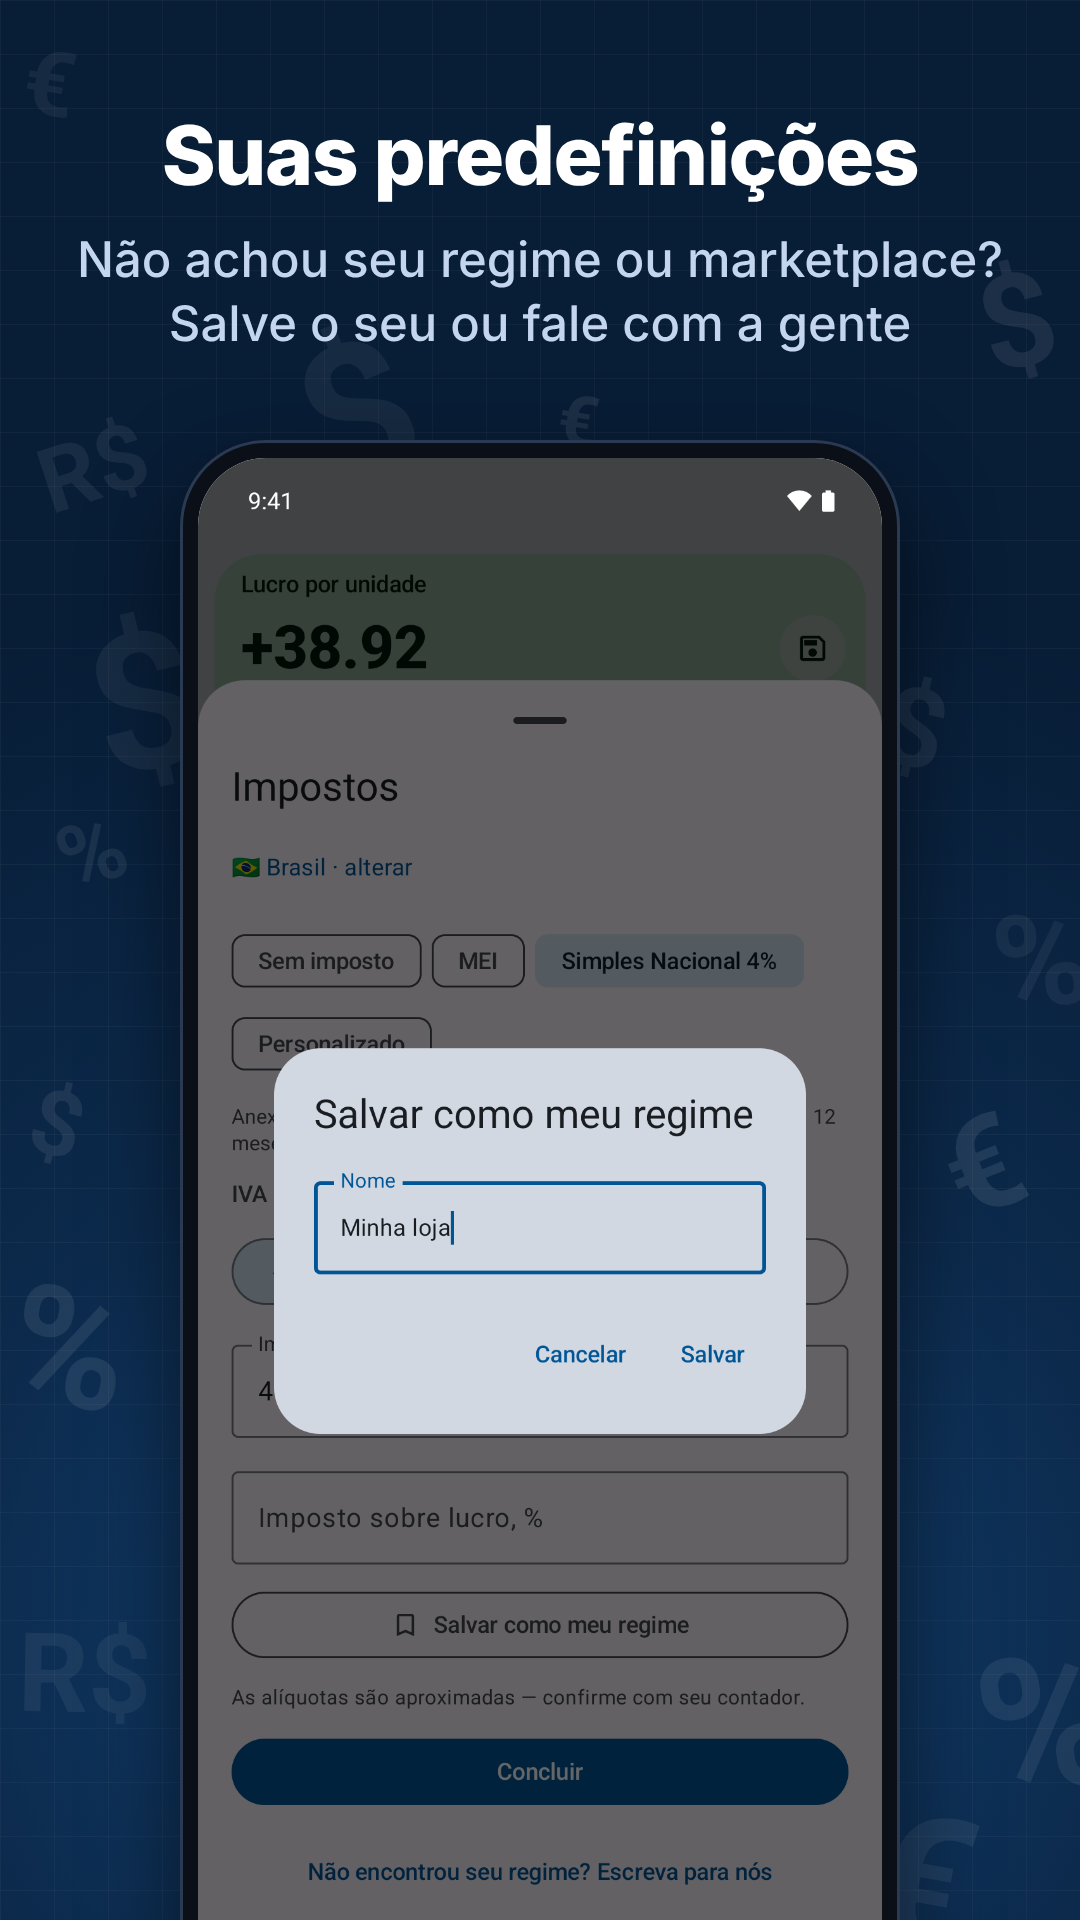 Suas predefinições
Não achou seu regime ou marketplace?
Salve o seu ou fale com a gente
9:41
Lucro por unidade
+38.92
Impostos
🇧🇷 Brasil · alterar
Sem imposto
MEI
Simples Nacional 4%
Personalizado
12
IVA
Salvar como meu regime
Nome
Minha loja
Cancelar
Salvar
4
Imposto sobre lucro, %
Salvar como meu regime
As alíquotas são aproximadas — confirme com seu contador.
Concluir
Não encontrou seu regime? Escreva para nós